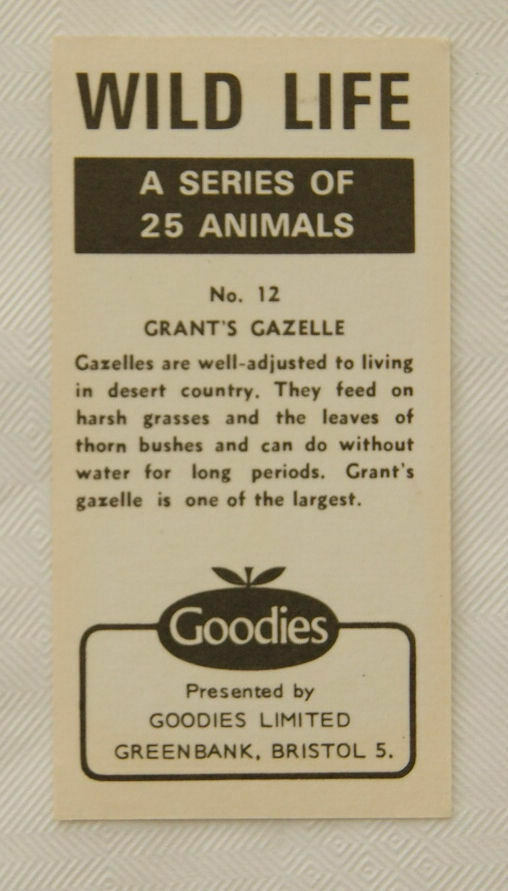 WILD LIFE
A SERIES OF
25 ANIMALS
No. 12
GRANT'S GAZELLE
Gazelles are well-adjusted to living
in desert country. They feed on
harsh grasses and the leaves of
thorn bushes and can do without
water for long periods. Grant's
gazelle is one of the largest.
Goodies
Presented by
GOODIES LIMITED
GREENBANK, BRISTOL 5.